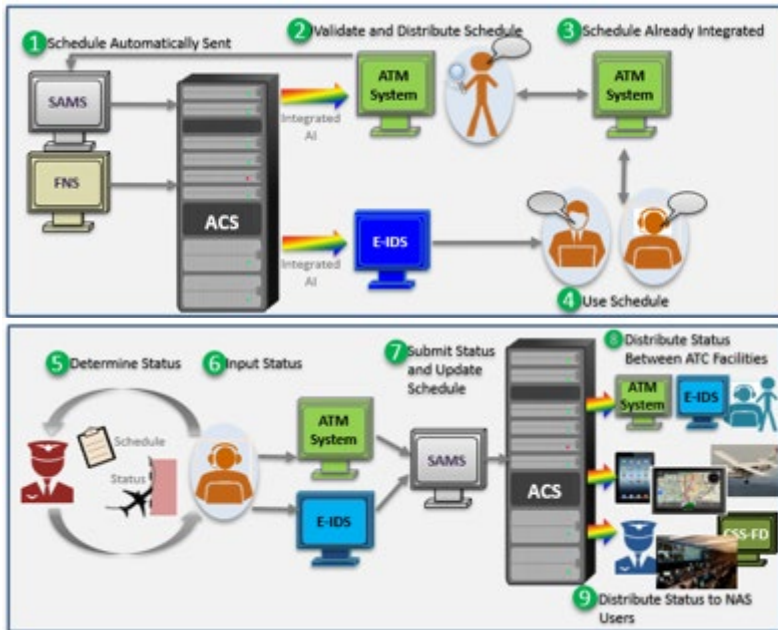 1 Schedule Automatically Sent
2 Validate and Distribute Schedule
3 Schedule Already Integrated
SAMS
FNS
ACS
Integrated
AI
ATM
System
ATM
System
Integrated
AI
E-IDS
4 Use Schedule
5 Determine Status
6 Input Status
7 Submit Status
and Update
Schedule
8 Distribute Status
Between ATC Facilities
Schedule
Status
ATM
System
E-IDS
SAMS
ACS
ATM
System
E-IDS
CSS-FD
9 Distribute Status to NAS
Users